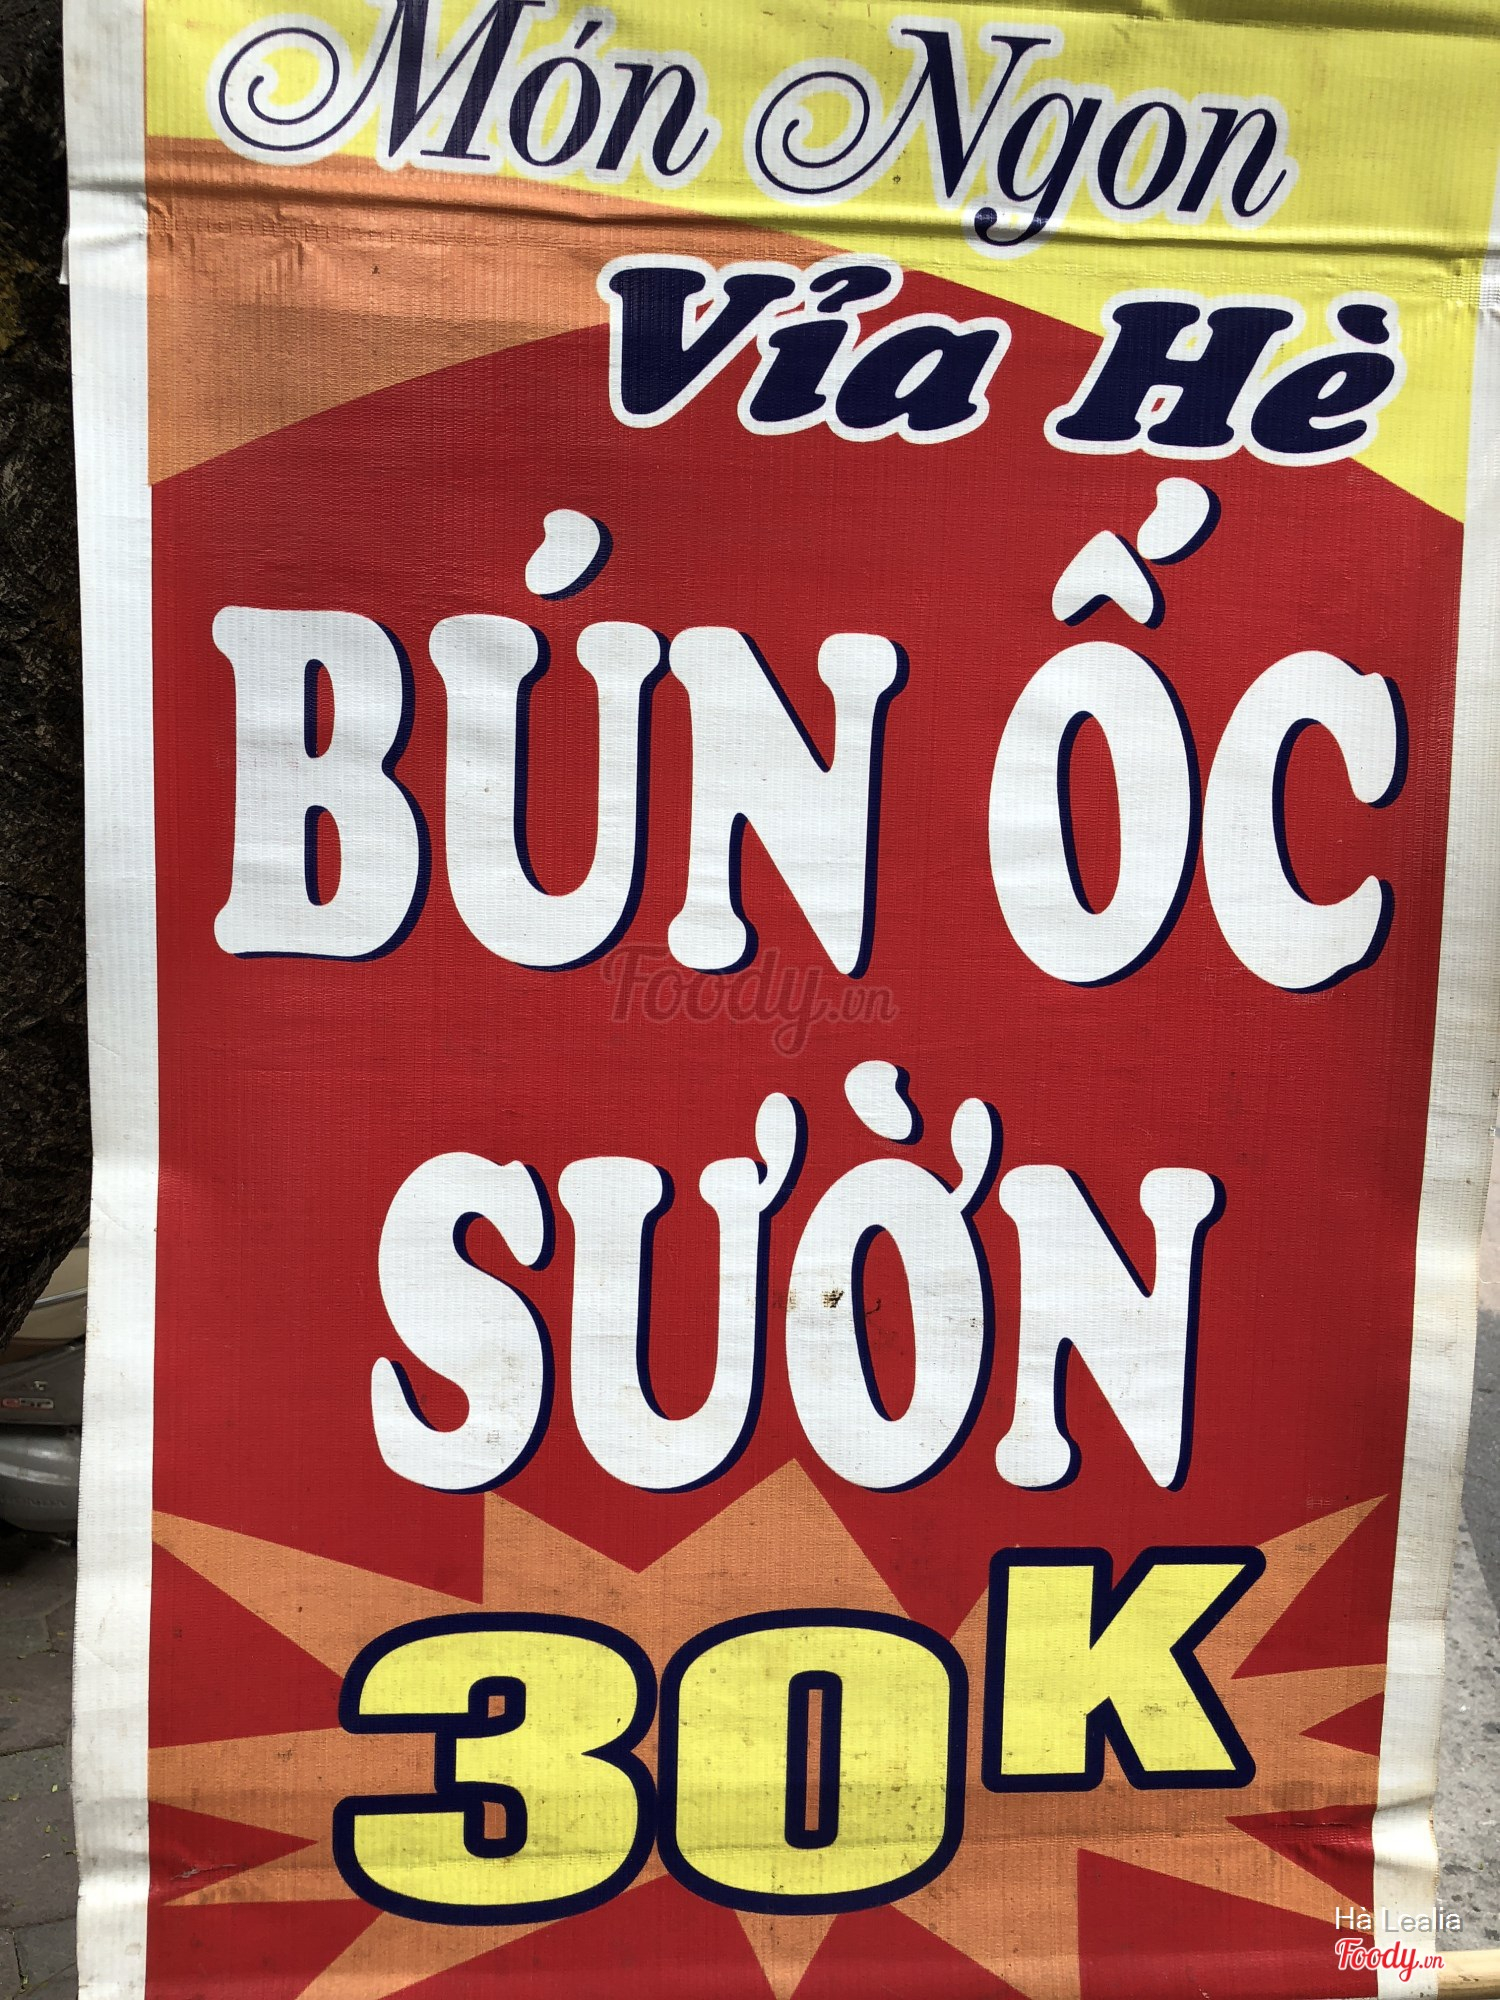 Món Ngon
Vỉa Hè
BÚN ỐC
Foody.vn
SƯỜN
30K
Hà Lealia
Foody.vn